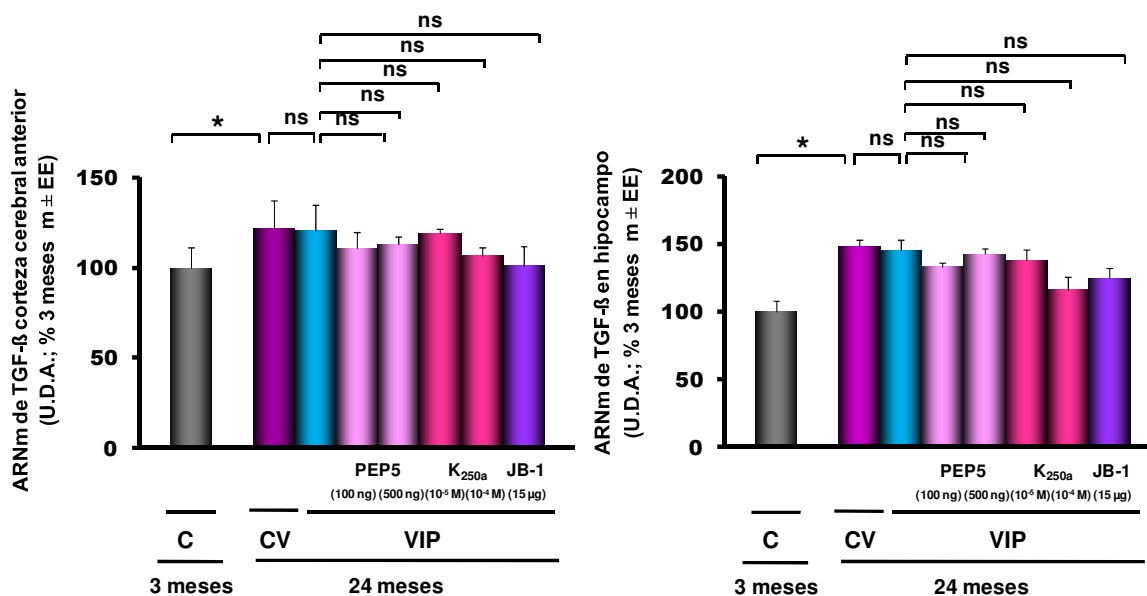 ns
ns
ns
ns
ns
ns
*
ARNm de TGF-ß corteza cerebral anterior
(U.D.A.; % 3 meses m ± EE)
150
100
50
0
PEP5 K250a JB-1
(100 ng) (500 ng) (10-5 M) (10-4 M) (15 µg)
C CV VIP
3 meses 24 meses
ns
ns
ns
ns
ns
ns
*
ARNm de TGF-ß en hipocampo
(U.D.A.; % 3 meses m ± EE)
200
150
100
50
0
PEP5 K250a JB-1
(100 ng) (500 ng) (10-5 M) (10-4 M) (15 µg)
C CV VIP
3 meses 24 meses